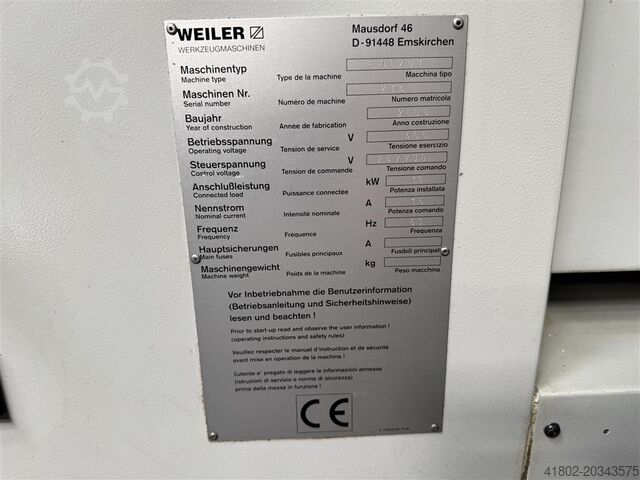 WEILER
WERKZEUGMASCHINEN
Mausdorf 46
D-91448 Emskirchen
Maschinentyp
Machine type
Type de la machine
Macchina tipo
Maschinen Nr.
Serial number
Numéro de machine
Numero matricola
Baujahr
Year of construction
Année de fabrication
Anno costruzione
Betriebsspannung V
Operating voltage
Tension de service
Tensione esercizio
Steuerspannung V
Control voltage
Tension de commande
Tensione comando
Anschlußleistung kW
Connected load
Puissance connectée
Potenza installata
Nennstrom A
Nominal current
Intensite nominale
Potenza comando
Frequenz Hz 50
Frequency
Fréquence
Frequenza
Hauptsicherungen A
Main fuses
Fusibles principaux
Fusibili principali
Maschinengewicht kg
Machine weight
Poids de la machine
Peso macchina
Vor Inbetriebnahme die Benutzerinformation
(Betriebsanleitung und Sicherheitshinweise)
lesen und beachten !
Prior to start-up read and observe the user information !
(operating instructions and safety rules)
Veuillez respecter le manuel d'instruction et de sécurité
avant mise en operation de la machine !
L'utente e' pregato di leggere le informazioni annesse
(istruzioni di servizio e norme di sicurezza)
prima della messa in funzione !
CE
41802-20343575